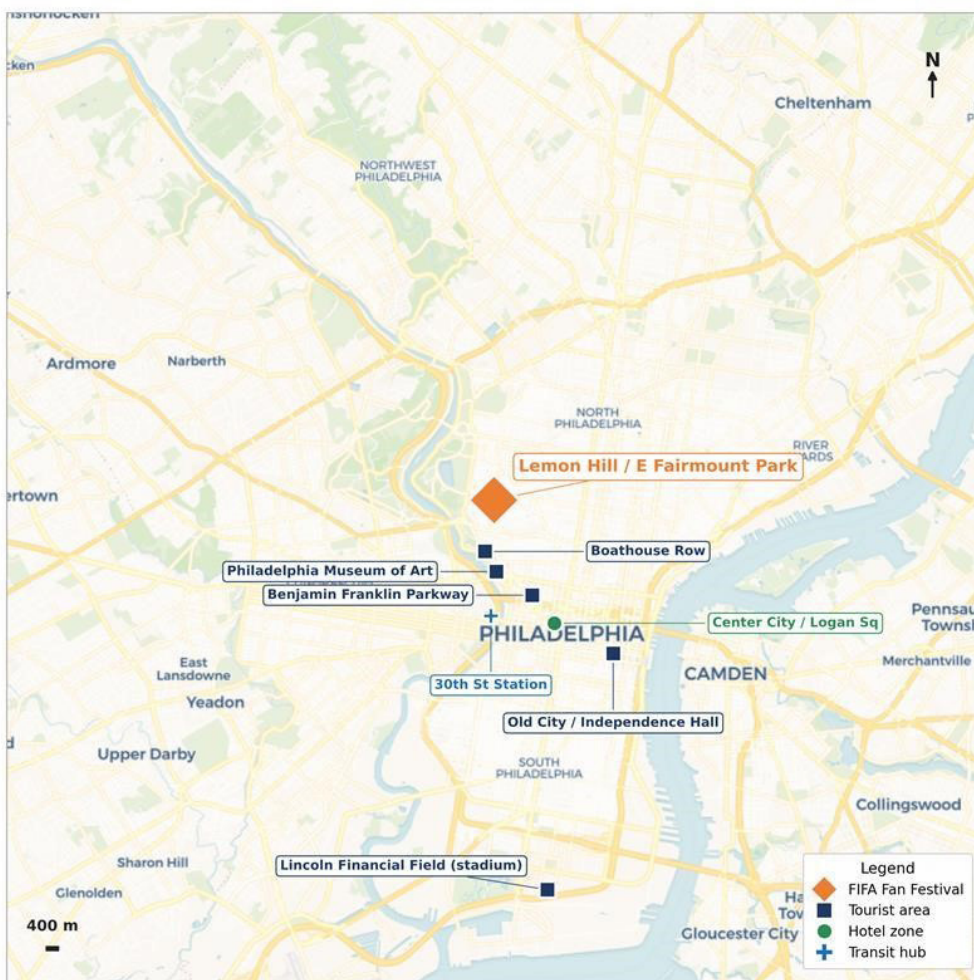 N
Cheltenham
NORTHWEST
PHILADELPHIA
Ardmore
Narberth
NORTH
PHILADELPHIA
RIVER
Lemon Hill / E Fairmount Park
Boathouse Row
Philadelphia Museum of Art
Benjamin Franklin Parkway
Center City / Logan Sq
PHILADELPHIA
Pennsau
Townsh
Merchantville
East
Lansdowne
Yeadon
30th St Station
CAMDEN
Old City / Independence Hall
Upper Darby
SOUTH
PHILADELPHIA
Collingswood
Sharon Hill
Lincoln Financial Field (stadium)
Glenolden
Gloucester City
400 m
Legend
FIFA Fan Festival
Tourist area
Hotel zone
Transit hub